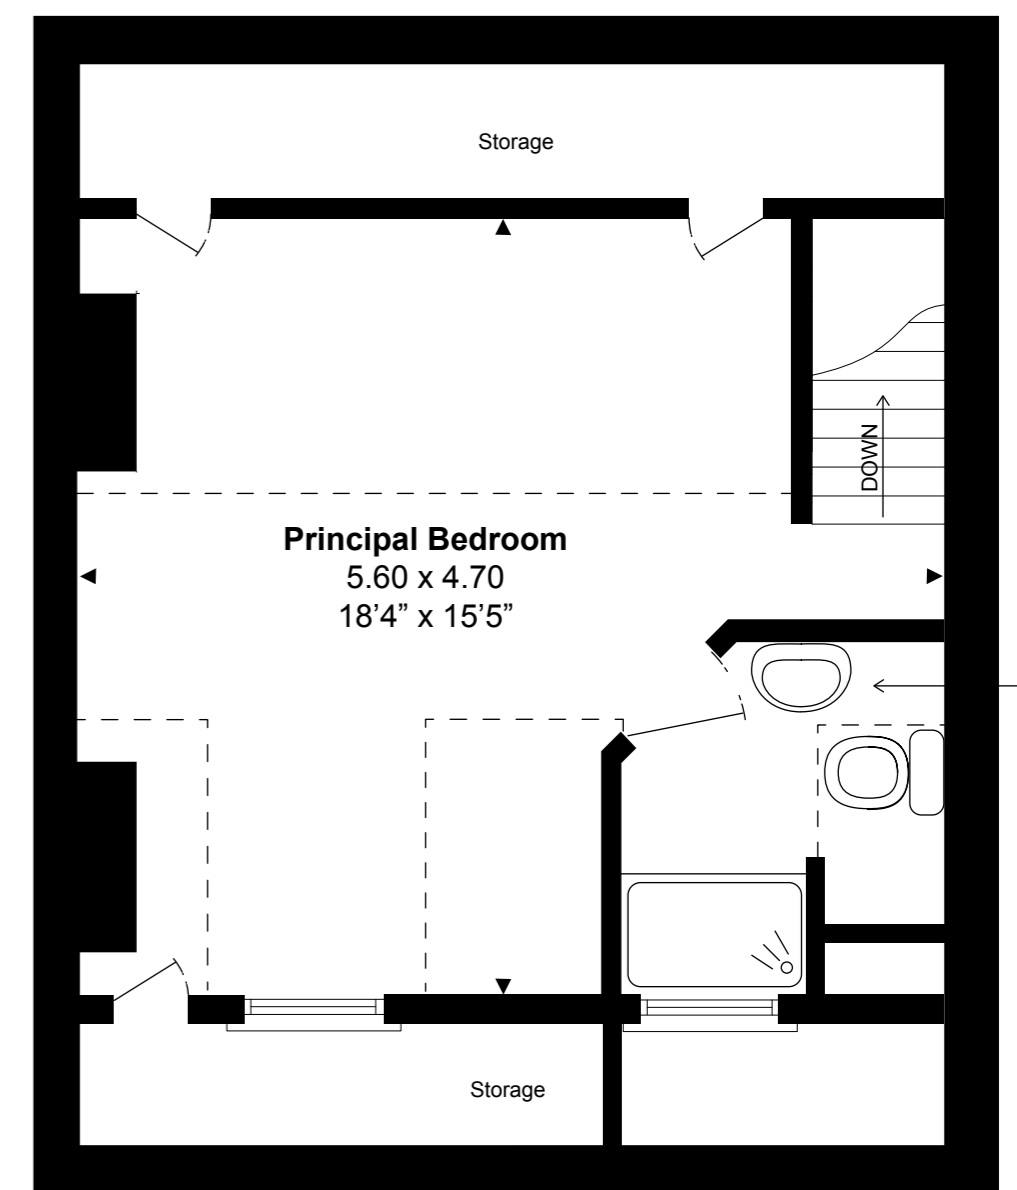 Storage
DOWN
Principal Bedroom
5.60 x 4.70
18’4” x 15’5”
Storage